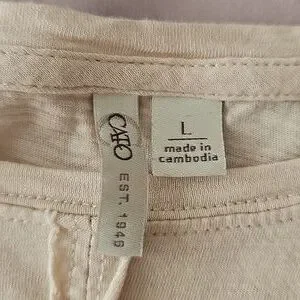 CATO
EST. 1946
L
made in
cambodia